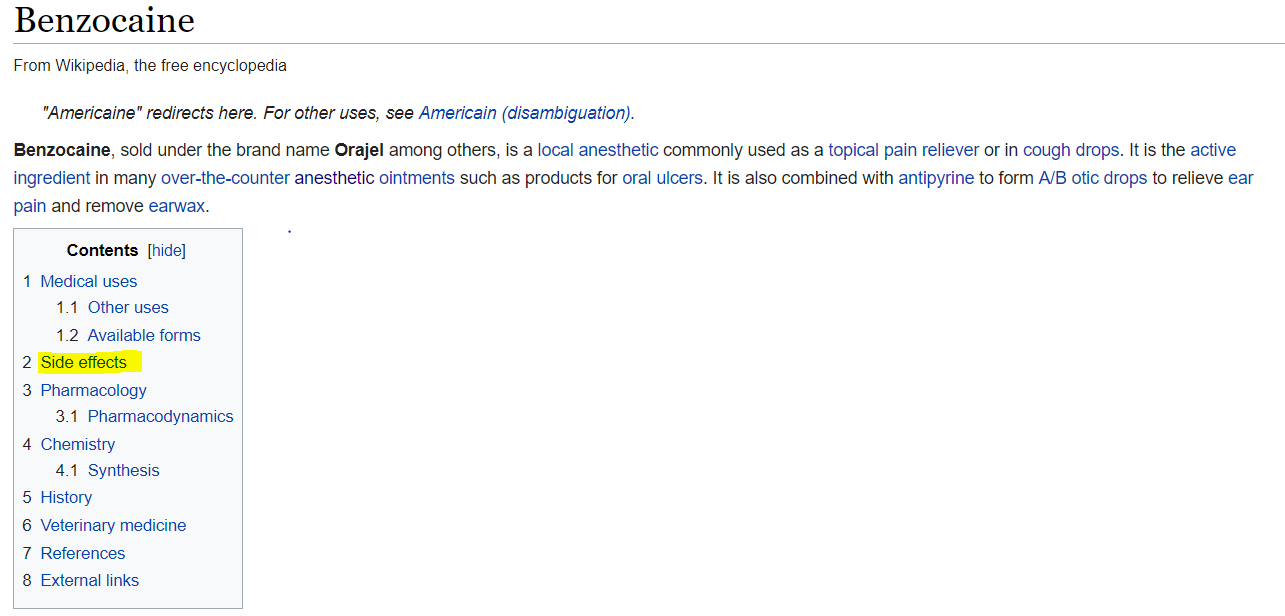 Benzocaine
From Wikipedia, the free encyclopedia
"Americaine" redirects here. For other uses, see Americain (disambiguation).
Benzocaine, sold under the brand name Orajel among others, is a local anesthetic commonly used as a topical pain reliever or in cough drops. It is the active
ingredient in many over-the-counter anesthetic ointments such as products for oral ulcers. It is also combined with antipyrine to form A/B otic drops to relieve ear
pain and remove earwax.
Contents [hide]
1 Medical uses
1.1 Other uses
1.2 Available forms
2 Side effects
3 Pharmacology
3.1 Pharmacodynamics
4 Chemistry
4.1 Synthesis
5 History
6 Veterinary medicine
7 References
8 External links